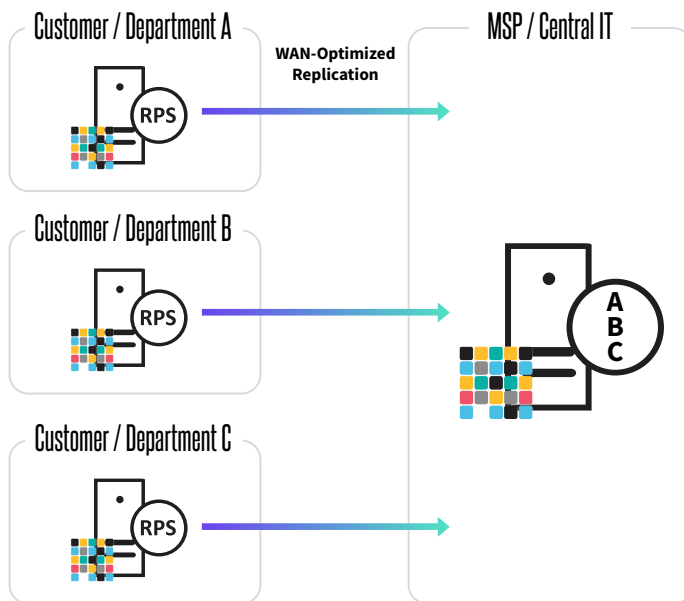 Customer / Department A
WAN-Optimized
Replication
MSP / Central IT
RPS
Customer / Department B
RPS
A
B
C
Customer / Department C
RPS